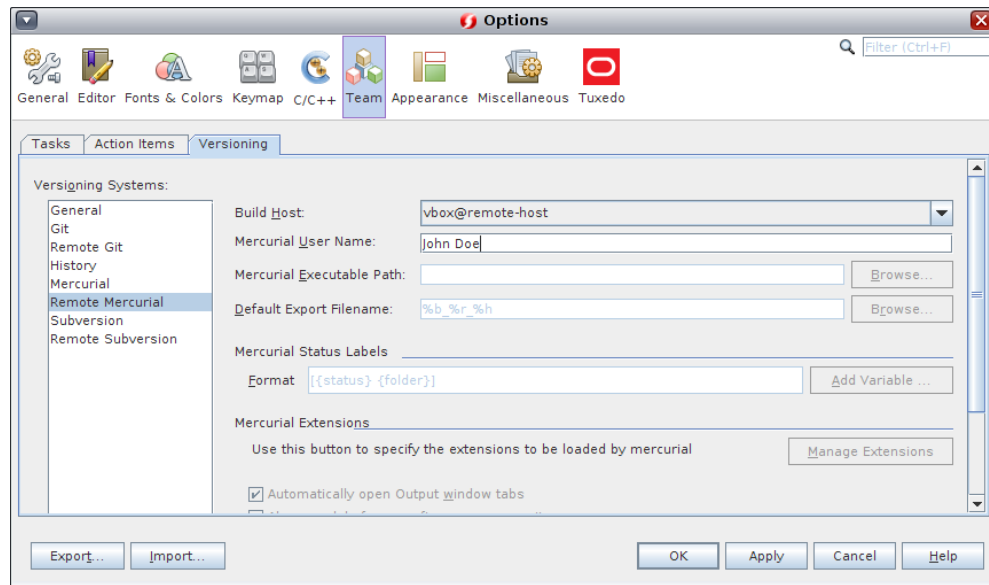 Options
Filter (Ctrl+F)
General Editor Fonts & Colors Keymap C/C++ Team Appearance Miscellaneous Tuxedo
Tasks Action Items Versioning
Versioning Systems:
General
Git
Remote Git
History
Mercurial
Remote Mercurial
Subversion
Remote Subversion
Build Host: vbox@remote-host
Mercurial User Name: John Doe
Mercurial Executable Path: Browse...
Default Export Filename: %b_%r_%h Browse...
Mercurial Status Labels
Format [{status} {folder}] Add Variable ...
Mercurial Extensions
Use this button to specify the extensions to be loaded by mercurial Manage Extensions
Automatically open Output window tabs
Export... Import... OK Apply Cancel Help